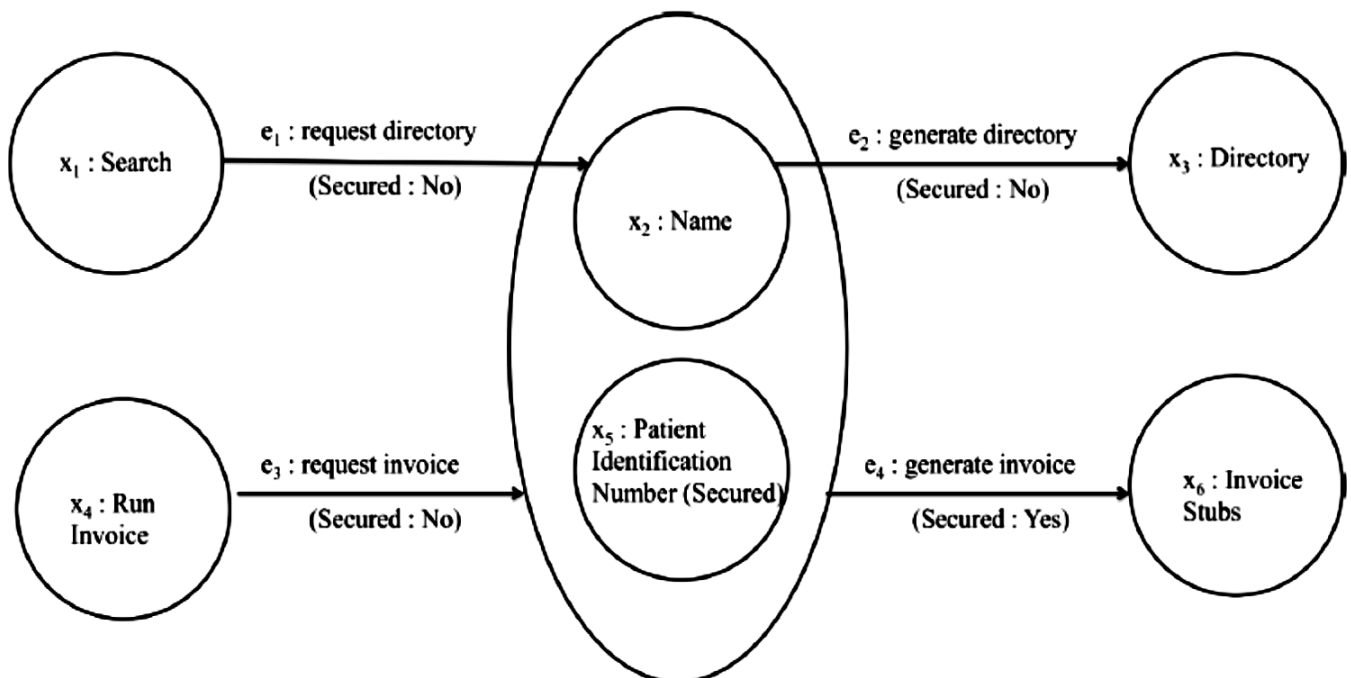 x₁ : Search
e₁ : request directory
(Secured : No)
x₂ : Name
e₂ : generate directory
(Secured : No)
x₃ : Directory
x₄ : Run
Invoice
e₃ : request invoice
(Secured : No)
x₅ : Patient
Identification
Number (Secured)
e₄ : generate invoice
(Secured : Yes)
x₆ : Invoice
Stubs